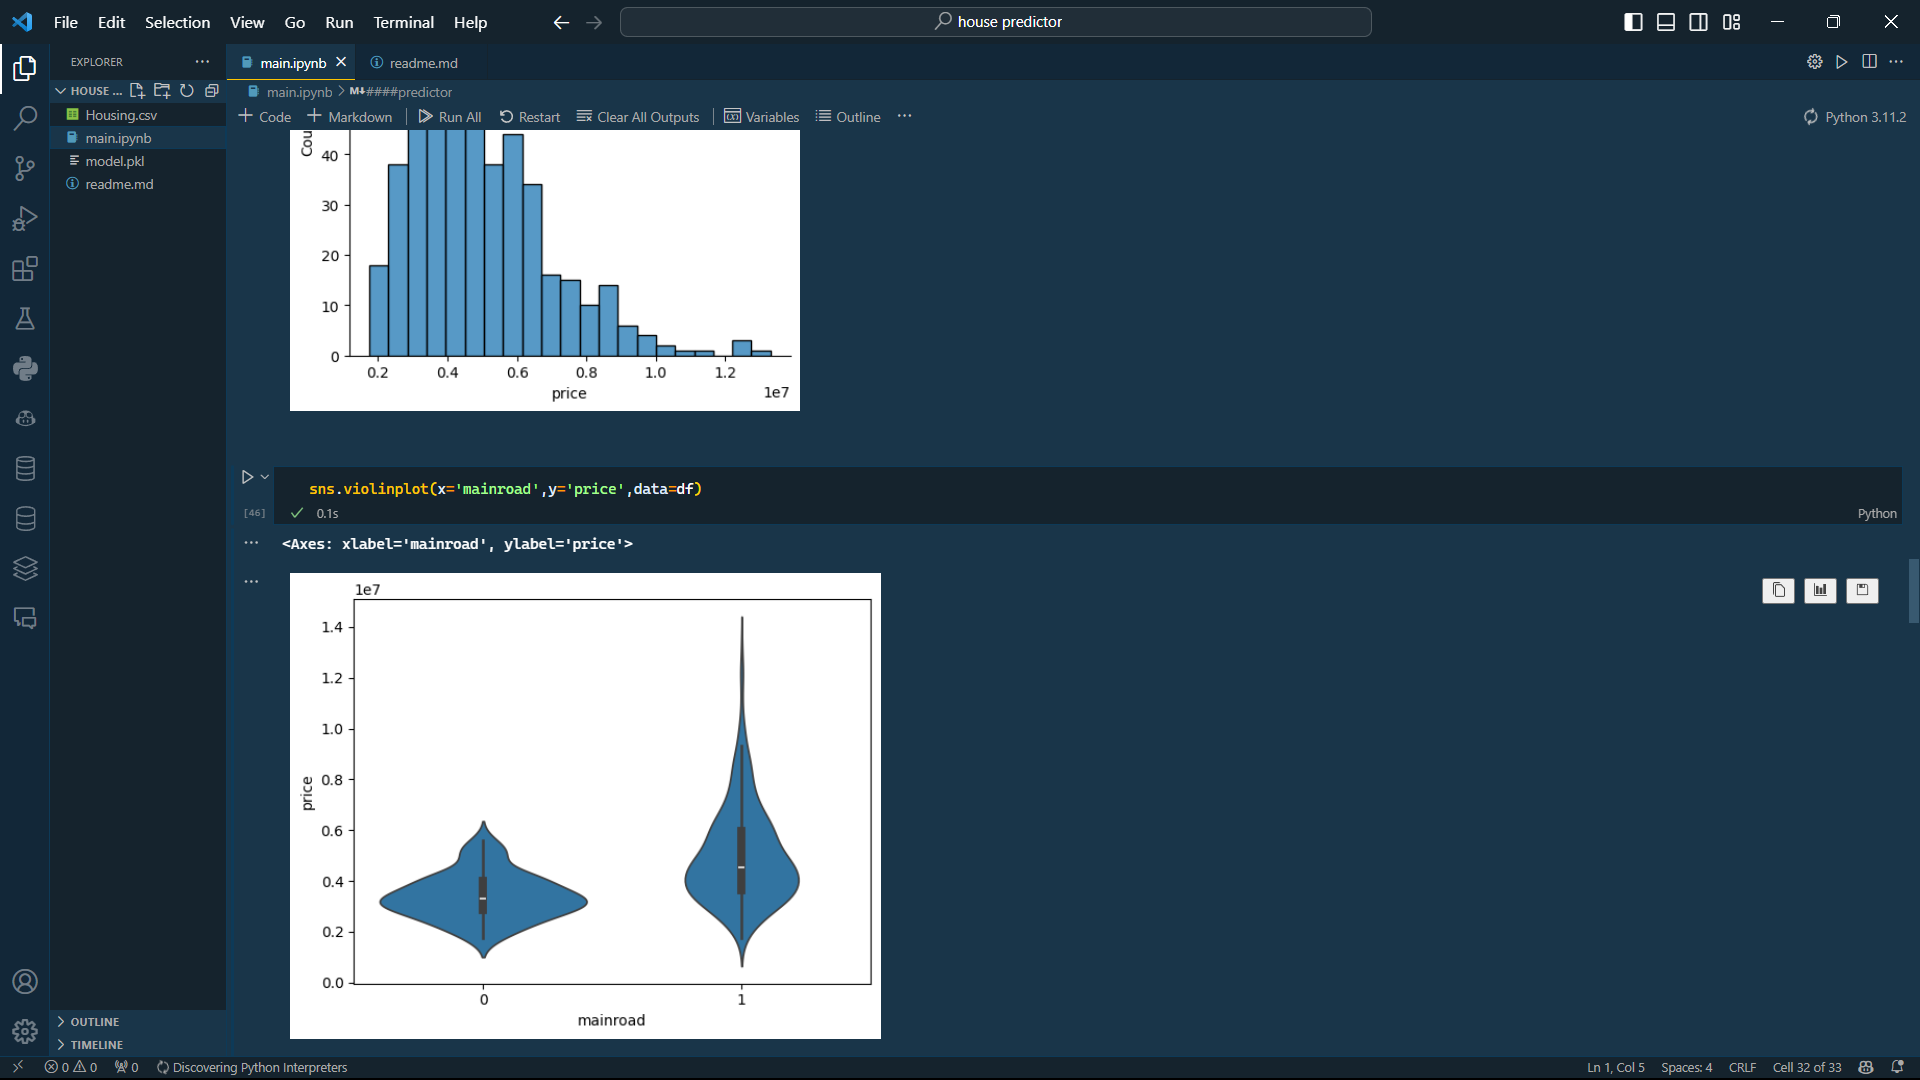 File Edit Selection View Go Run Terminal Help
house predictor
EXPLORER
main.ipynb
readme.md
HOUSE ...
main.ipynb > M↓####predictor
Housing.csv
main.ipynb
model.pkl
readme.md
+ Code + Markdown Run All Restart Clear All Outputs Variables Outline ...
Python 3.11.2
Cou
40
30
20
10
0
0.2 0.4 0.6 0.8 1.0 1.2
price
1e7
sns.violinplot(x='mainroad',y='price',data=df)
[46]
0.1s
Python
<Axes: xlabel='mainroad', ylabel='price'>
1e7
1.4
1.2
1.0
0.8
0.6
0.4
0.2
0.0
price
0 1
mainroad
OUTLINE
TIMELINE
0 0 0 Discovering Python Interpreters
Ln 1, Col 5 Spaces: 4 CRLF Cell 32 of 33